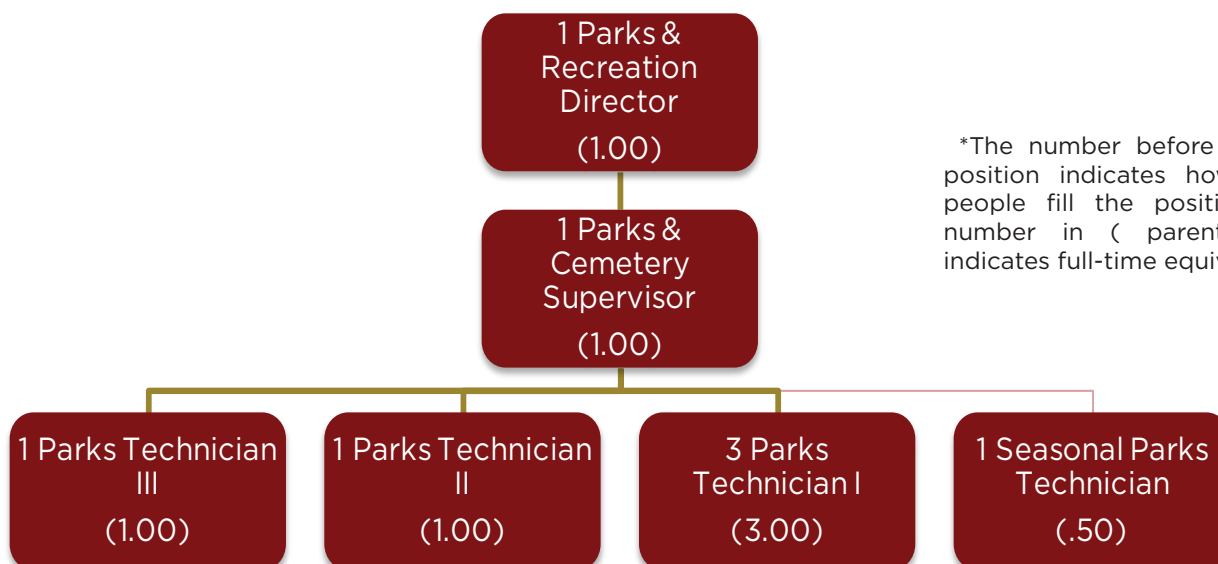 1 Parks &
Recreation
Director
(1.00)
*The number before
position indicates
people fill the
number in (
indicates full-time
1 Parks &
Cemetery
Supervisor
(1.00)
1 Parks Technician
III
(1.00)
1 Parks Technician
II
(1.00)
3 Parks
Technician I
(3.00)
1 Seasonal Parks
Technician
(.50)